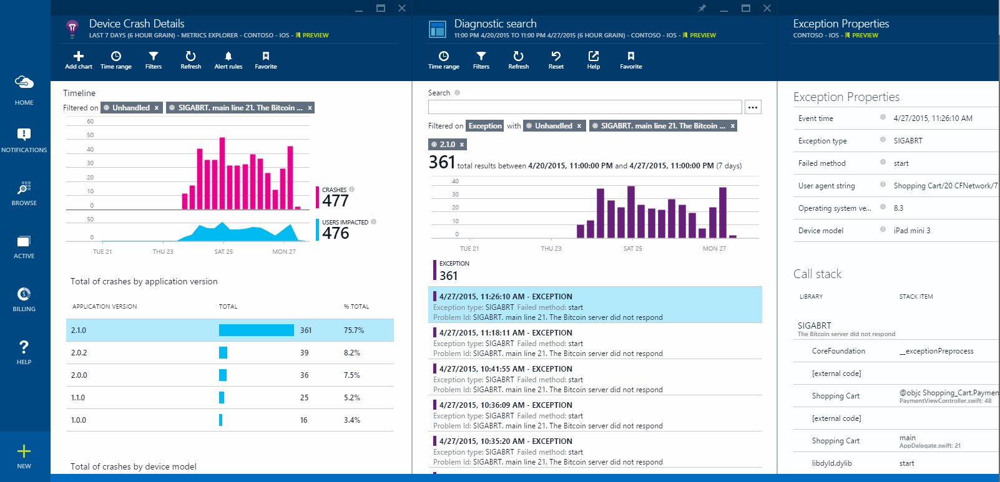 HOME
NOTIFICATIONS
BROWSE
ACTIVE
BILLING
HELP
NEW
Device Crash Details
LAST 7 DAYS (6 HOUR GRAIN) - METRICS EXPLORER - CONTOSO - IOS - PREVIEW
Add chart Time range Filters Refresh Alert rules Favorite
Timeline
Filtered on Unhandled x SIGABRT. main line 21. The Bitcoin ... x
60
50
40
30
20
10
0
CRASHES
477
50
0
USERS IMPACTED
476
TUE 21 THU 23 SAT 25 MON 27
Total of crashes by application version
APPLICATION VERSION TOTAL % TOTAL
2.1.0 361 75.7%
2.0.2 39 8.2%
2.0.0 36 7.5%
1.1.0 25 5.2%
1.0.0 16 3.4%
Total of crashes by device model
Diagnostic search
11:00 PM 4/20/2015 TO 11:00 PM 4/27/2015 (6 HOUR GRAIN) - CONTOSO - IOS - PREVIEW
Time range Filters Refresh Reset Help Favorite
Search
...
Filtered on Exception with Unhandled x SIGABRT. main line 21. The Bitcoin ... x
2.1.0 x
361 total results between 4/20/2015, 11:00:00 PM and 4/27/2015, 11:00:00 PM (7 days)
40
30
20
10
0
TUE 21 THU 23 SAT 25 MON 27
EXCEPTION
361
4/27/2015, 11:26:10 AM - EXCEPTION
Exception type: SIGABRT Failed method: start
Problem Id: SIGABRT. main line 21. The Bitcoin server did not respond
4/27/2015, 11:18:11 AM - EXCEPTION
Exception type: SIGABRT Failed method: start
Problem Id: SIGABRT. main line 21. The Bitcoin server did not respond
4/27/2015, 10:41:55 AM - EXCEPTION
Exception type: SIGABRT Failed method: start
Problem Id: SIGABRT. main line 21. The Bitcoin server did not respond
4/27/2015, 10:36:09 AM - EXCEPTION
Exception type: SIGABRT Failed method: start
Problem Id: SIGABRT. main line 21. The Bitcoin server did not respond
4/27/2015, 10:35:20 AM - EXCEPTION
Exception type: SIGABRT Failed method: start
Problem Id: SIGABRT. main line 21. The Bitcoin server did not respond
Exception Properties
CONTOSO - IOS - PREVIEW
Exception Properties
Event time 4/27/2015, 11:26:10 AM
Exception type SIGABRT
Failed method start
User agent string Shopping Cart/20 CFNetwork/7
Operating system ve... 8.3
Device model iPad mini 3
Call stack
LIBRARY STACK ITEM
SIGABRT
The Bitcoin server did not respond
CoreFoundation __exceptionPreprocess
[external code]
Shopping Cart @objc Shopping_Cart.Paymen
PaymentViewController.swift: 48
[external code]
Shopping Cart main
AppDelegate.swift: 21
libdyld.dylib start